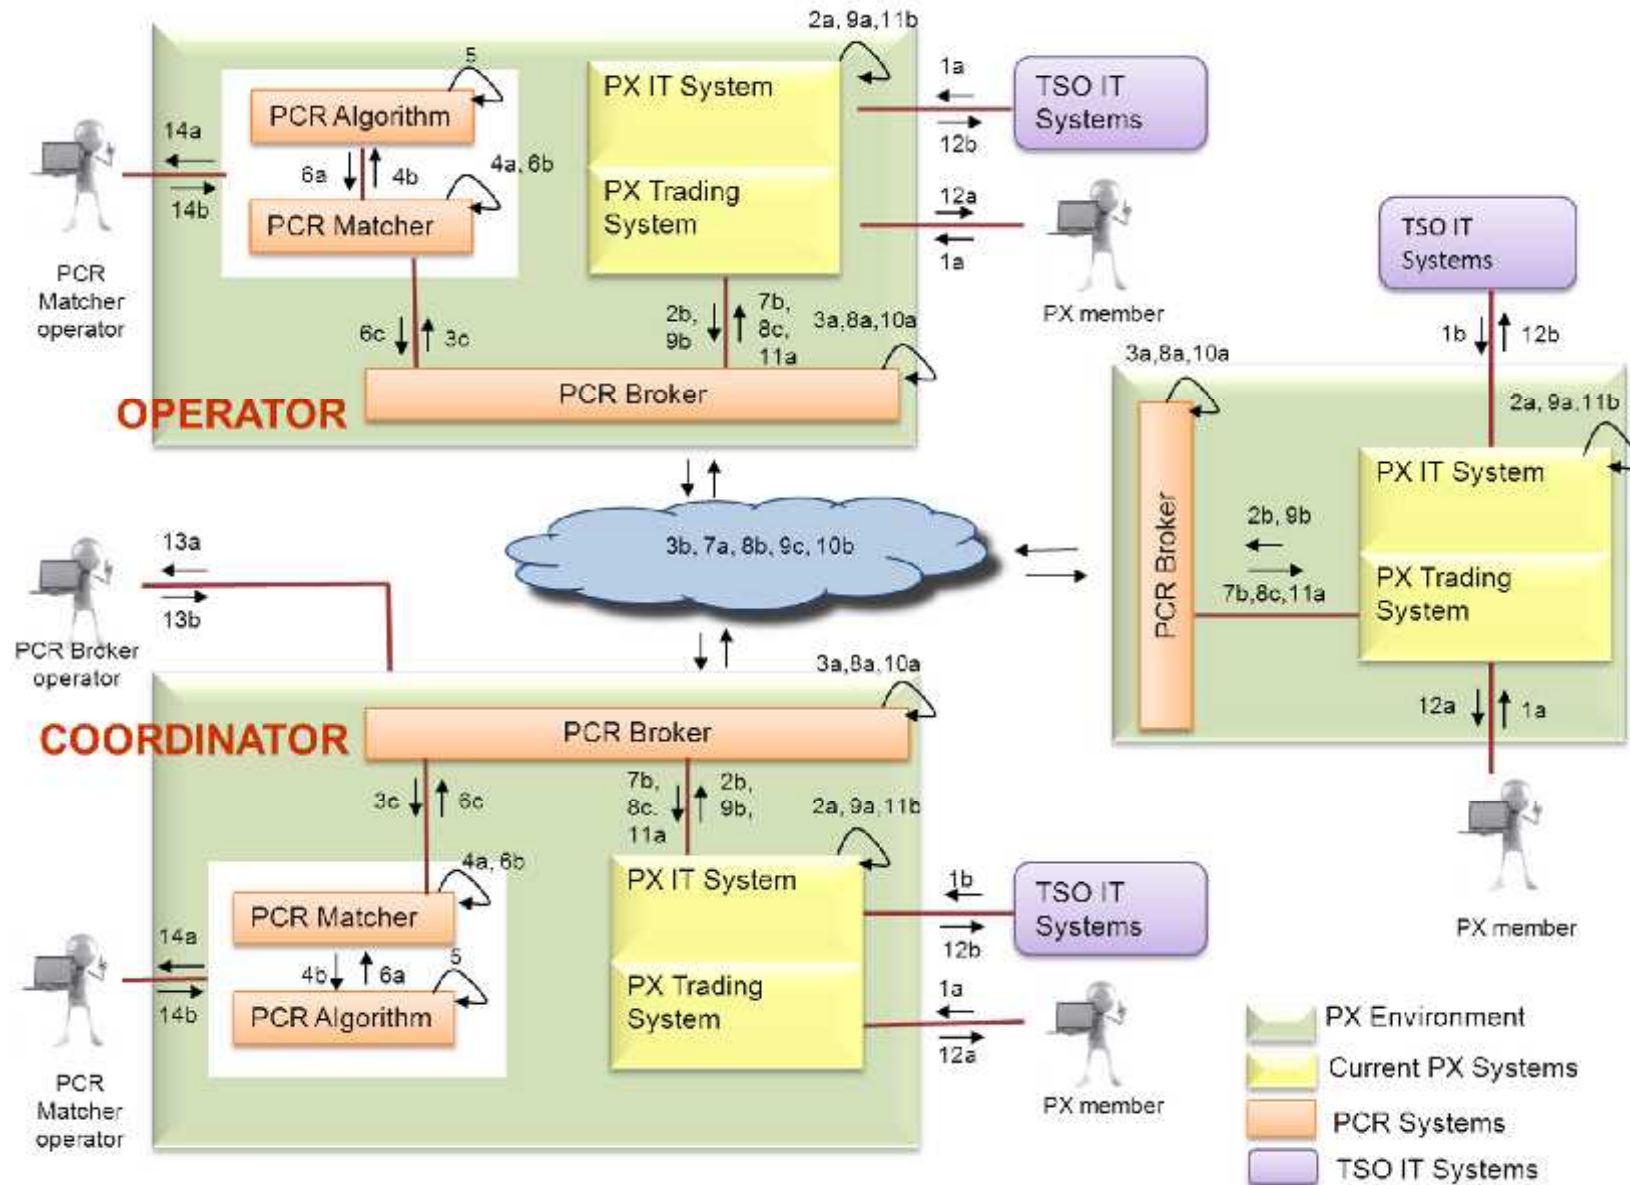 2a, 9a,11b
5
PCR Algorithm
PX IT System
1a
TSO IT
Systems
12b
14a
4a, 6b
6a
4b
PX Trading
System
12a
14b
PCR Matcher
1a
PCR
Matcher
operator
PX member
6c
3c
2b,
9b
7b,
8c,
11a
3a,8a,10a
PCR Broker
OPERATOR
TSO IT
Systems
1b
12b
3a,8a,10a
2a, 9a,11b
PX IT System
PCR Broker
2b, 9b
PX Trading
System
7b,8c,11a
12a
1a
PX member
3b, 7a, 8b, 9c, 10b
13a
13b
PCR Broker
operator
3a,8a,10a
PCR Broker
COORDINATOR
3c
6c
7b,
8c.
11a
2b,
9b,
2a, 9a,11b
4a, 6b
PCR Matcher
PX IT System
1b
TSO IT
Systems
12b
14a
4b
6a
5
PX Trading
System
1a
14b
PCR Algorithm
12a
PCR
Matcher
operator
PX member
PX Environment
Current PX Systems
PCR Systems
TSO IT Systems